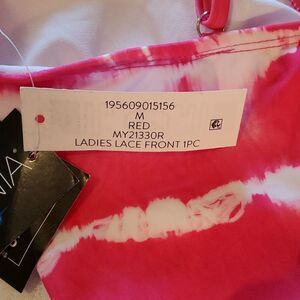 195609015156
M
RED
MY21330R
LADIES LACE FRONT 1PC